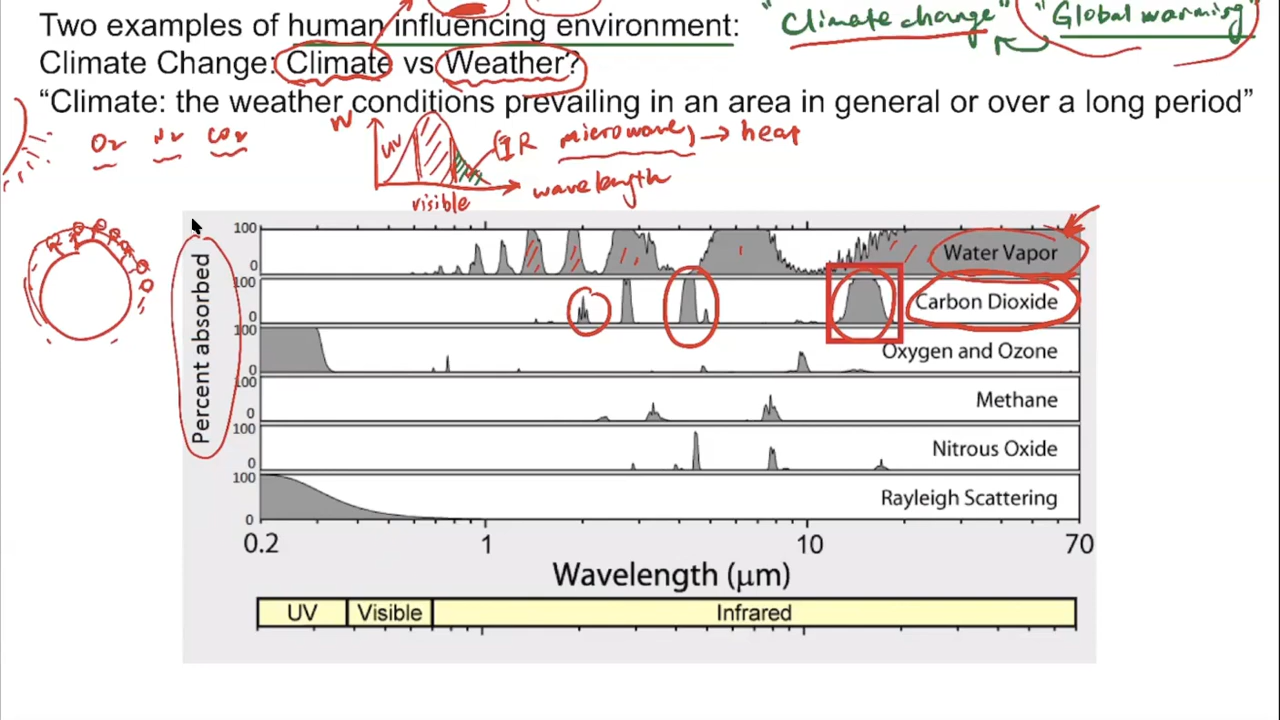 "Climate change" "Global warming"
Two examples of human influencing environment:
Climate Change: Climate vs Weather?
"Climate: the weather conditions prevailing in an area in general or over a long period"
O2 N2 CO2
W
UV
IR microwave → heat
wavelength
visible
Percent absorbed
100
0
Water Vapor
100
0
Carbon Dioxide
100
0
Oxygen and Ozone
100
0
Methane
100
0
Nitrous Oxide
100
0
Rayleigh Scattering
0.2 1 10 70
Wavelength (μm)
UV Visible Infrared